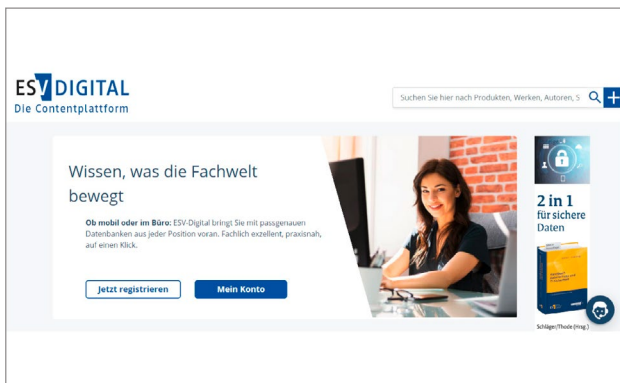 ESV DIGITAL
Die Contentplattform
Suchen Sie hier nach Produkten, Werken, Autoren, S
Wissen, was die Fachwelt
bewegt
Ob mobil oder im Büro: ESV-Digital bringt Sie mit passgenauen
Datenbanken aus jeder Position voran. Fachlich exzellent, praxisnah,
auf einen Klick.
Jetzt registrieren
Mein Konto
2 in 1
für sichere
Daten
Schläger/Thode (Hrsg.)